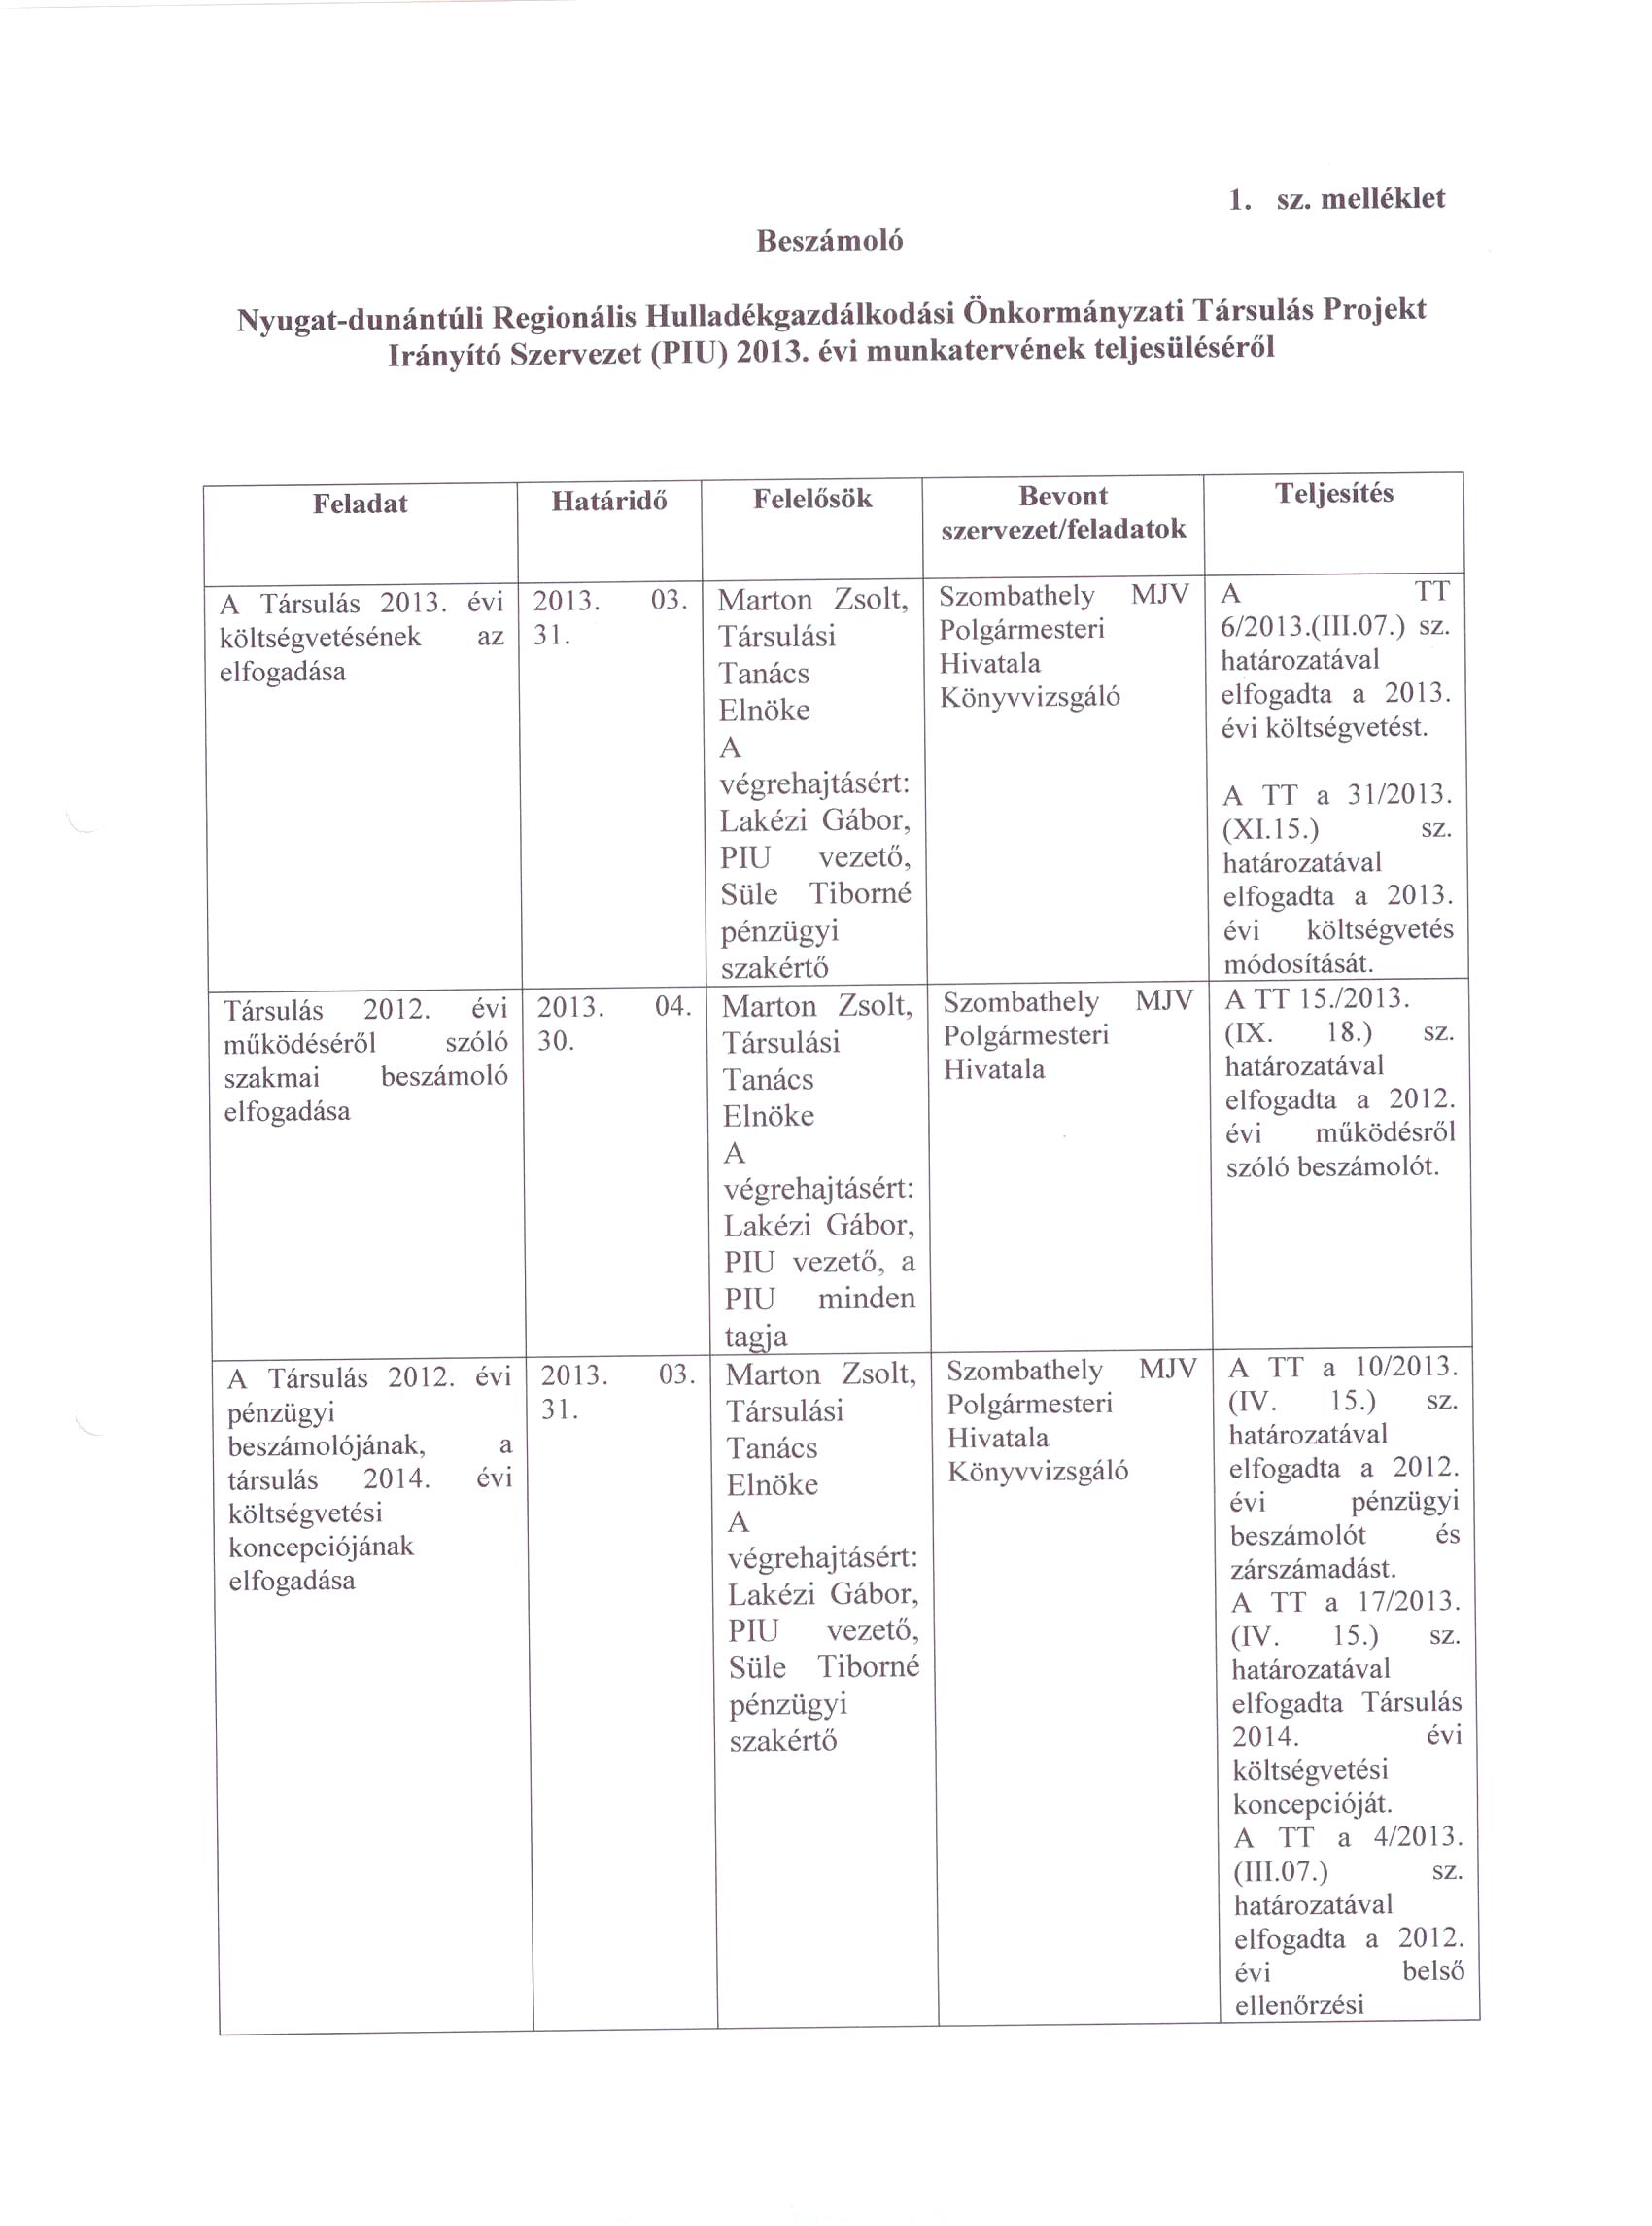 1. sz. melléklet
Beszámoló
Nyugat-dunántúli Regionális Hulladékgazdálkodási Önkormányzati Társulás Projekt
Irányító Szervezet (PIU) 2013. évi munkatervének teljesüléséről
Feladat
Határidő
Felelősök
Bevont
szervezet/feladatok
Teljesítés
A Társulás 2013. évi
költségvetésének az
elfogadása
2013. 03.
31.
Marton Zsolt,
Társulási
Tanács
Elnöke
A
végrehajtásért:
Lakézi Gábor,
PIU vezető,
Süle Tiborné
pénzügyi
szakértő
Szombathely MJV
Polgármesteri
Hivatala
Könyvvizsgáló
A TT
6/2013.(III.07.) sz.
határozatával
elfogadta a 2013.
évi költségvetést.
A TT a 31/2013.
(XI.15.) sz.
határozatával
elfogadta a 2013.
évi költségvetés
módosítását.
Társulás 2012. évi
működéséről szóló
szakmai beszámoló
elfogadása
2013. 04.
30.
Marton Zsolt,
Társulási
Tanács
Elnöke
A
végrehajtásért:
Lakézi Gábor,
PIU vezető, a
PIU minden
tagja
Szombathely MJV
Polgármesteri
Hivatala
A TT 15./2013.
(IX. 18.) sz.
határozatával
elfogadta a 2012.
évi működésről
szóló beszámolót.
A Társulás 2012. évi
pénzügyi
beszámolójának, a
társulás 2014. évi
költségvetési
koncepciójának
elfogadása
2013. 03.
31.
Marton Zsolt,
Társulási
Tanács
Elnöke
A
végrehajtásért:
Lakézi Gábor,
PIU vezető,
Süle Tiborné
pénzügyi
szakértő
Szombathely MJV
Polgármesteri
Hivatala
Könyvvizsgáló
A TT a 10/2013.
(IV. 15.) sz.
határozatával
elfogadta a 2012.
évi pénzügyi
beszámolót és
zárszámadást.
A TT a 17/2013.
(IV. 15.) sz.
határozatával
elfogadta Társulás
2014. évi
költségvetési
koncepcióját.
A TT a 4/2013.
(III.07.) sz.
határozatával
elfogadta a 2012.
évi belső
ellenőrzési